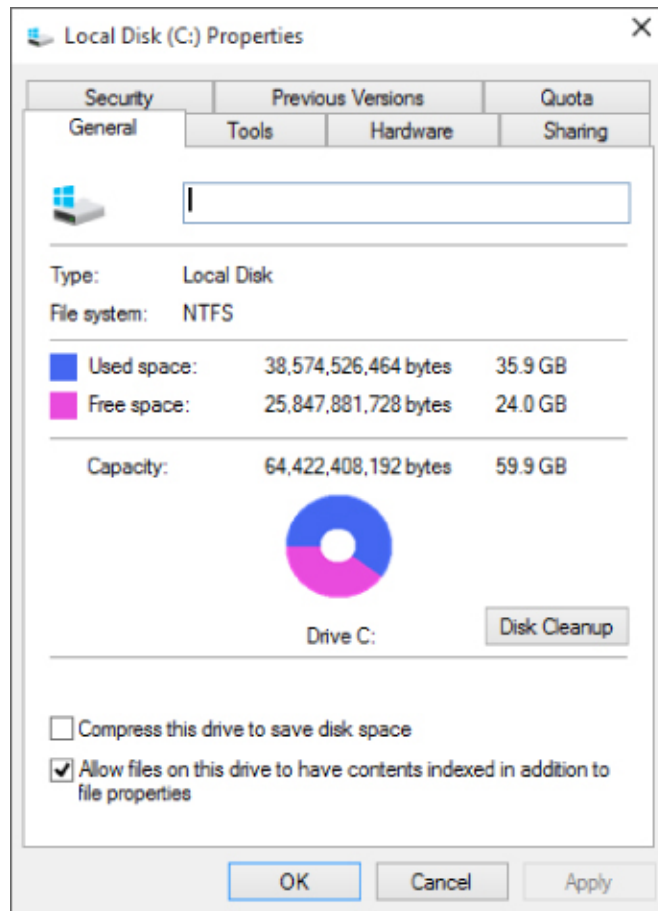 Local Disk (C:) Properties
Security Previous Versions Quota
General Tools Hardware Sharing
Type: Local Disk
File system: NTFS
Used space: 38,574,526,464 bytes 35.9 GB
Free space: 25,847,881,728 bytes 24.0 GB
Capacity: 64,422,408,192 bytes 59.9 GB
Drive C:
Disk Cleanup
Compress this drive to save disk space
Allow files on this drive to have contents indexed in addition to
file properties
OK Cancel Apply